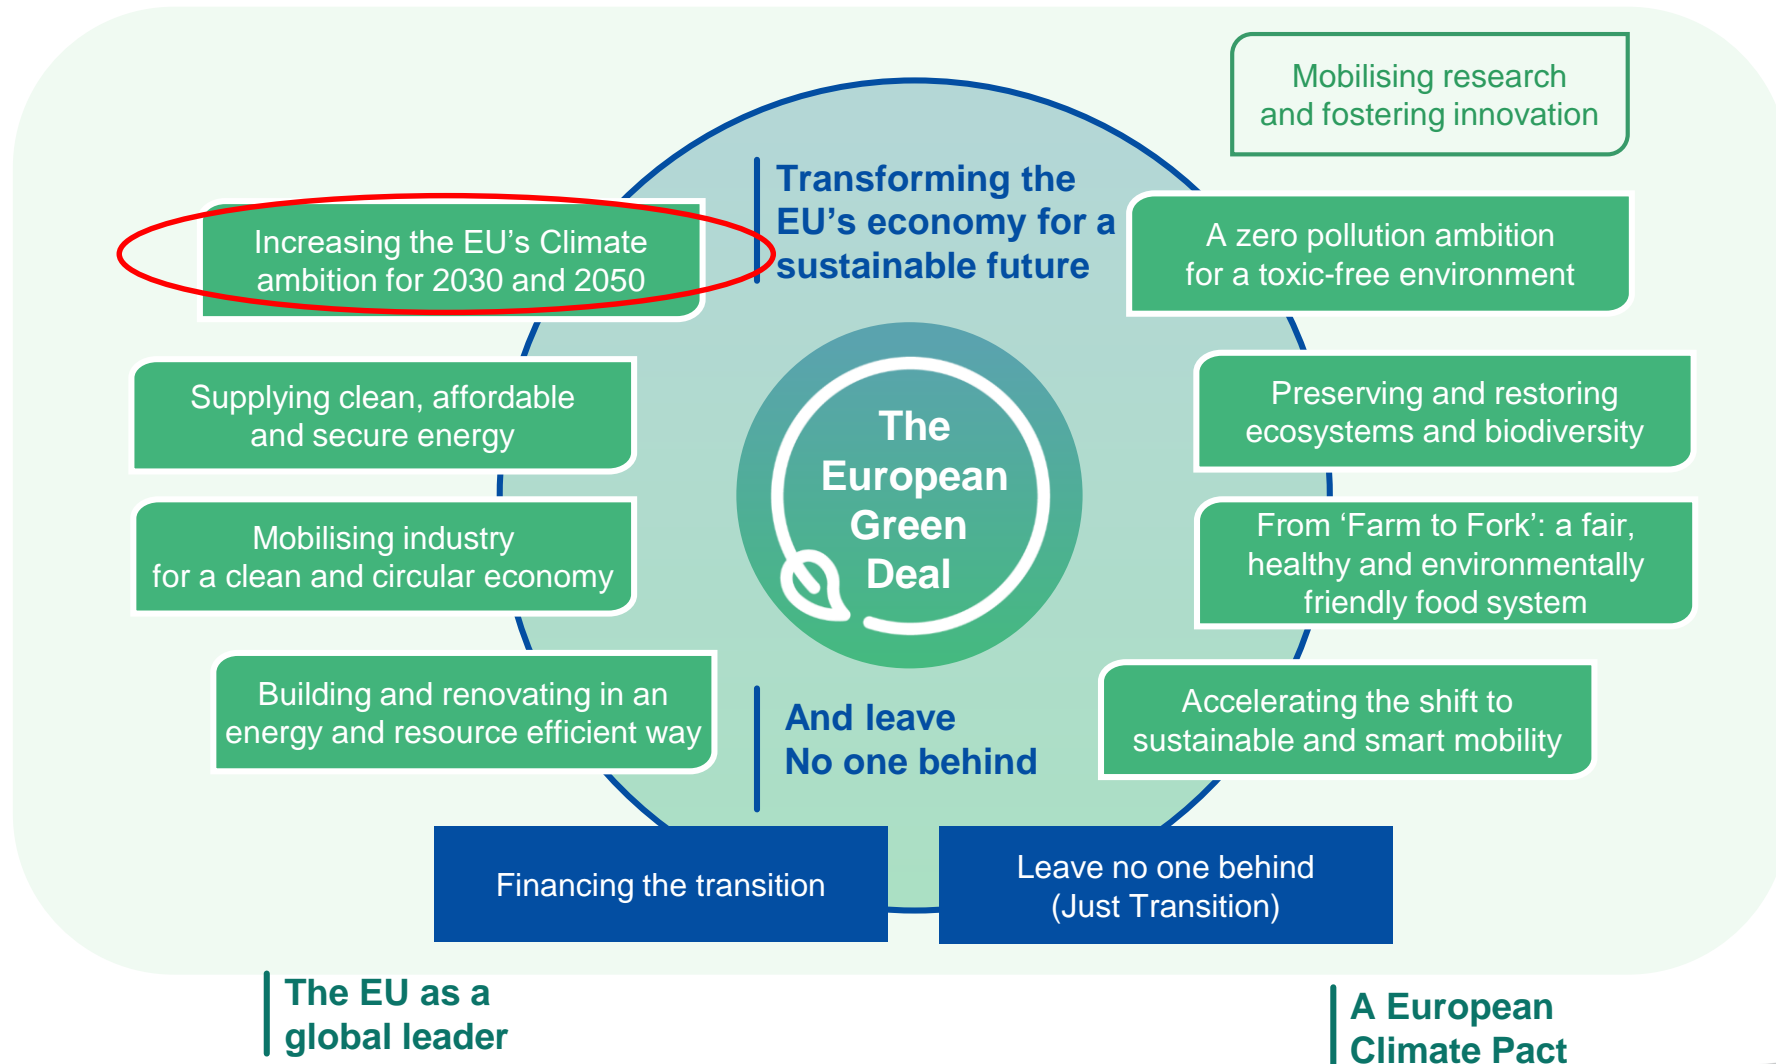 Mobilising research
and fostering innovation
Transforming the
EU’s economy for a
sustainable future
Increasing the EU’s Climate
ambition for 2030 and 2050
A zero pollution ambition
for a toxic-free environment
Supplying clean, affordable
and secure energy
Preserving and restoring
ecosystems and biodiversity
The
European
Green
Deal
Mobilising industry
for a clean and circular economy
From ‘Farm to Fork’: a fair,
healthy and environmentally
friendly food system
Building and renovating in an
energy and resource efficient way
And leave
No one behind
Accelerating the shift to
sustainable and smart mobility
Financing the transition
Leave no one behind
(Just Transition)
The EU as a
global leader
A European
Climate Pact